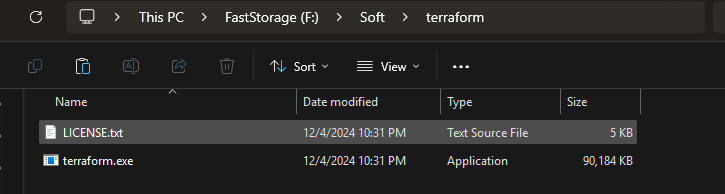 This PC > FastStorage (F:) > Soft > terraform
Sort View ...
Name Date modified Type Size
LICENSE.txt 12/4/2024 10:31 PM Text Source File 5 KB
terraform.exe 12/4/2024 10:31 PM Application 90,184 KB